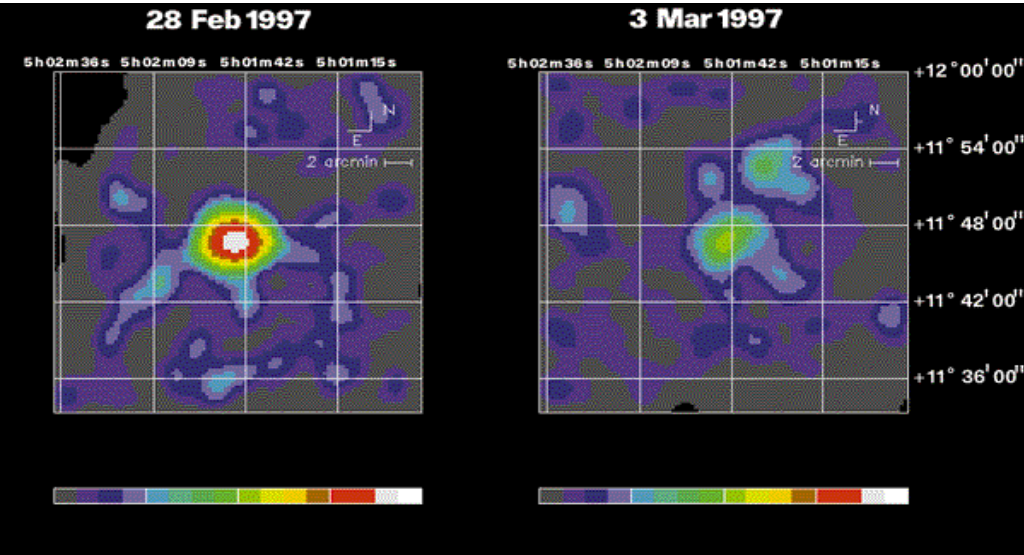 28 Feb 1997
3 Mar 1997
5h02m36s 5h02m09s 5h01m42s 5h01m15s
5h02m36s 5h02m09s 5h01m42s 5h01m15s
+12°00'00"
N
E
2 arcmin
N
E
2 arcmin
+11°54'00"
+11°48'00"
+11°42'00"
+11°36'00"